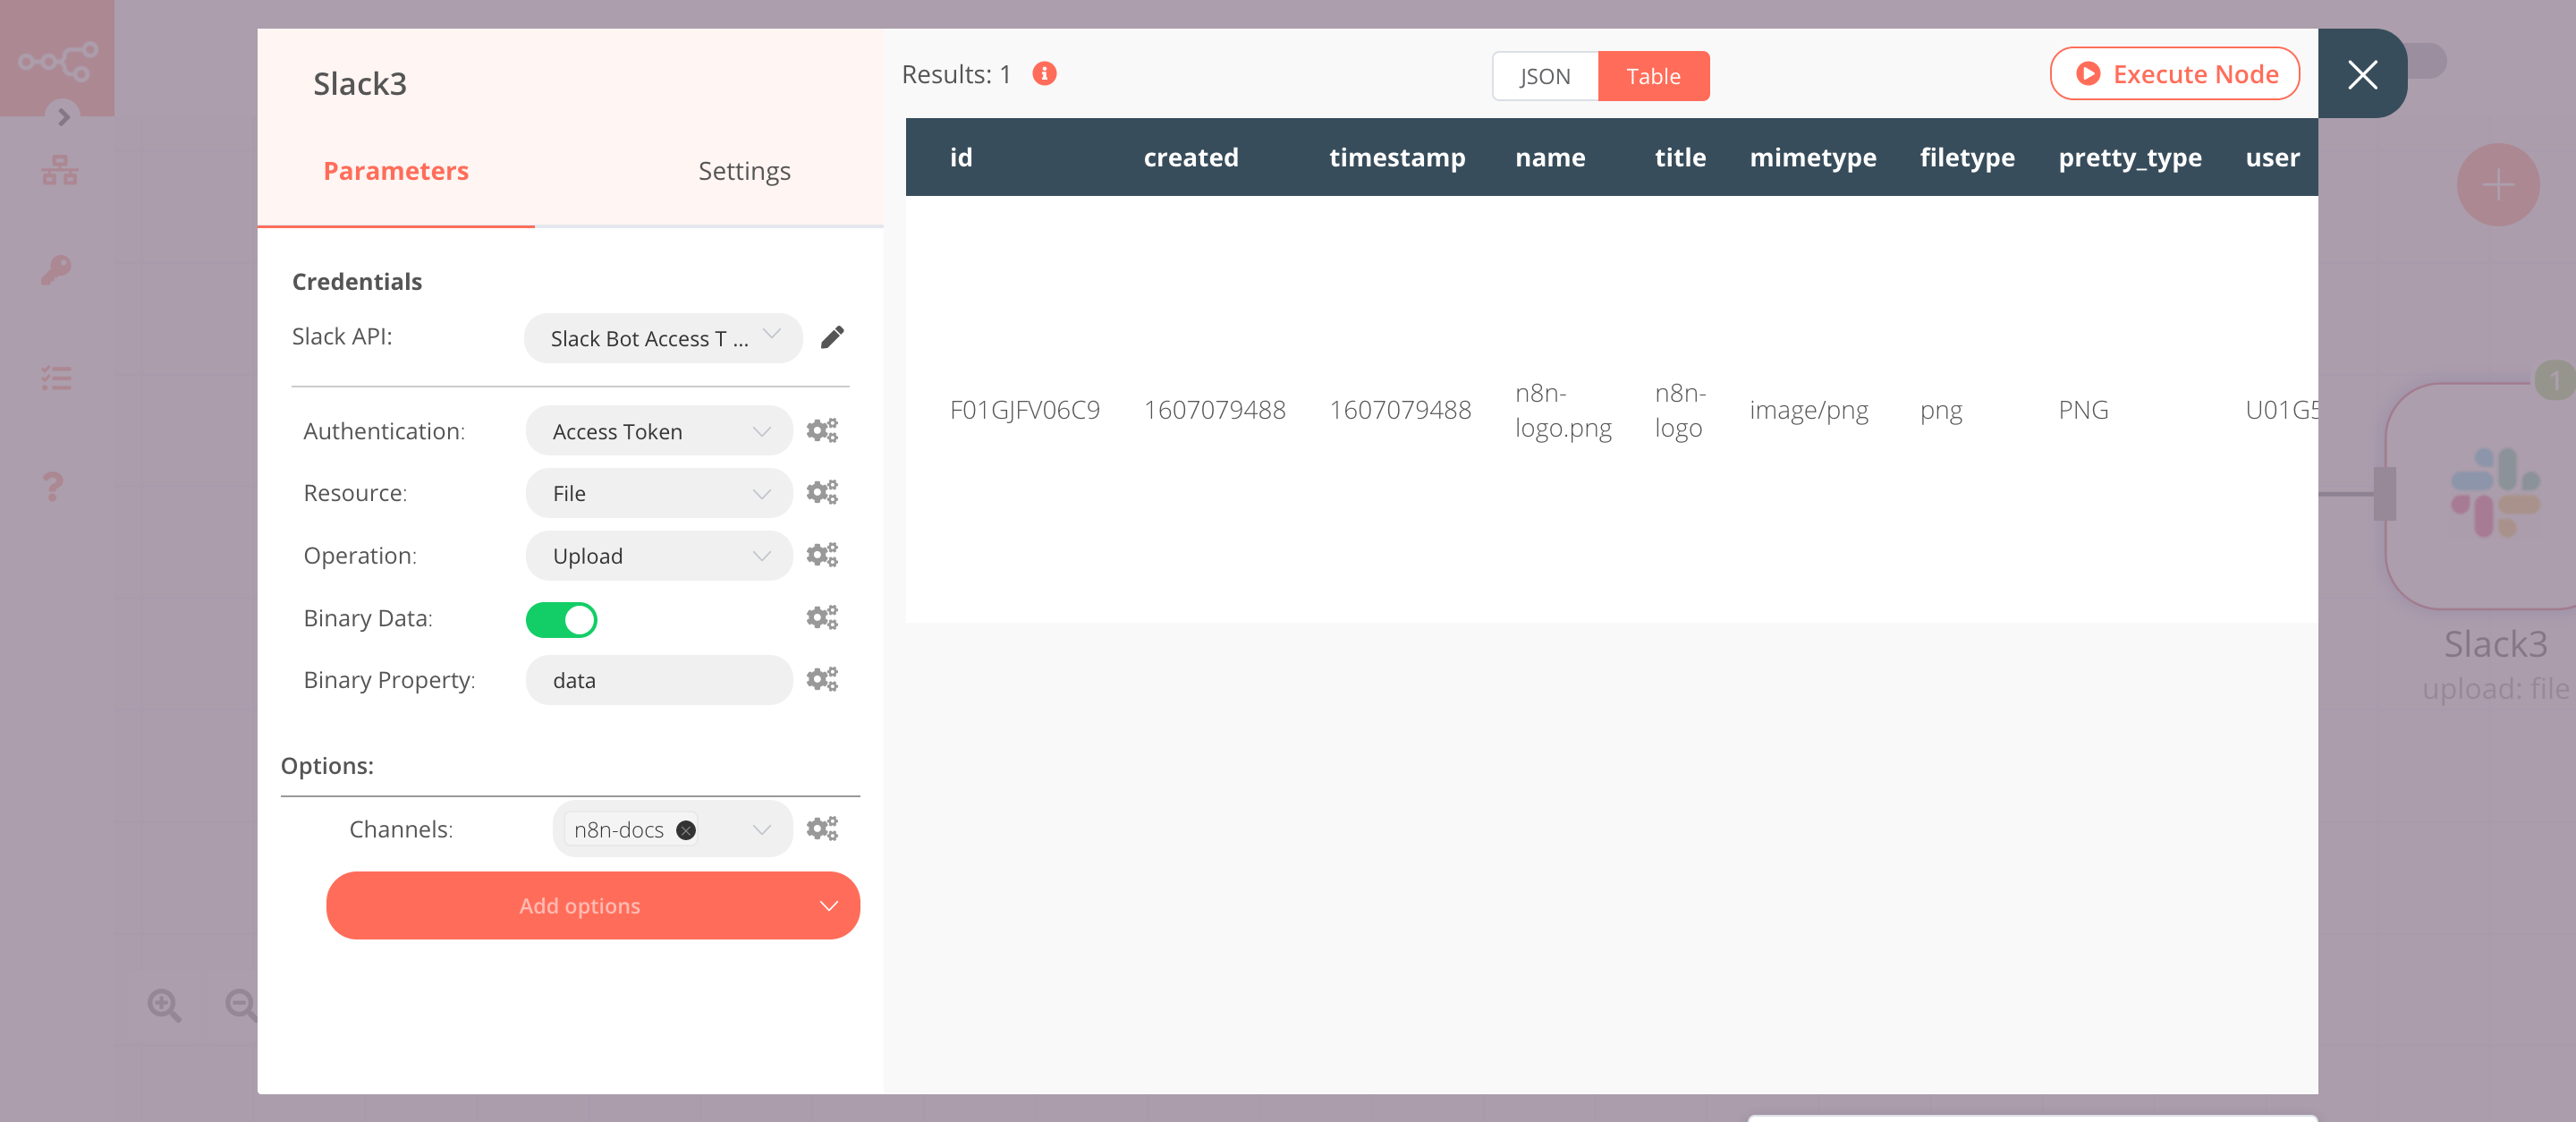 Slack3
Parameters Settings
Credentials
Slack API: Slack Bot Access T ...
Authentication: Access Token
Resource: File
Operation: Upload
Binary Data:
Binary Property: data
Options:
Channels: n8n-docs
Add options
Results: 1 JSON Table Execute Node
id created timestamp name title mimetype filetype pretty_type user
F01GJFV06C9 1607079488 1607079488 n8n-logo.png n8n-logo image/png png PNG U01G5
1
Slack3
upload: file